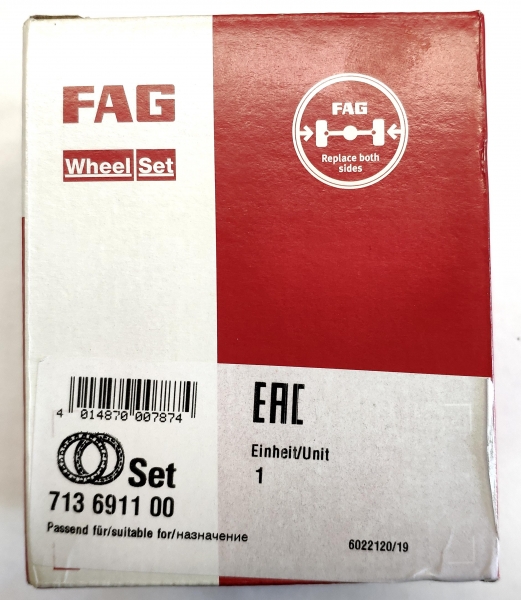 FAG
Wheel Set
FAG
Replace both
sides
4 014870 007874
EAC
Set
713 6911 00
Einheit/Unit
1
Passend für/suitable for/назначение
6022120/19